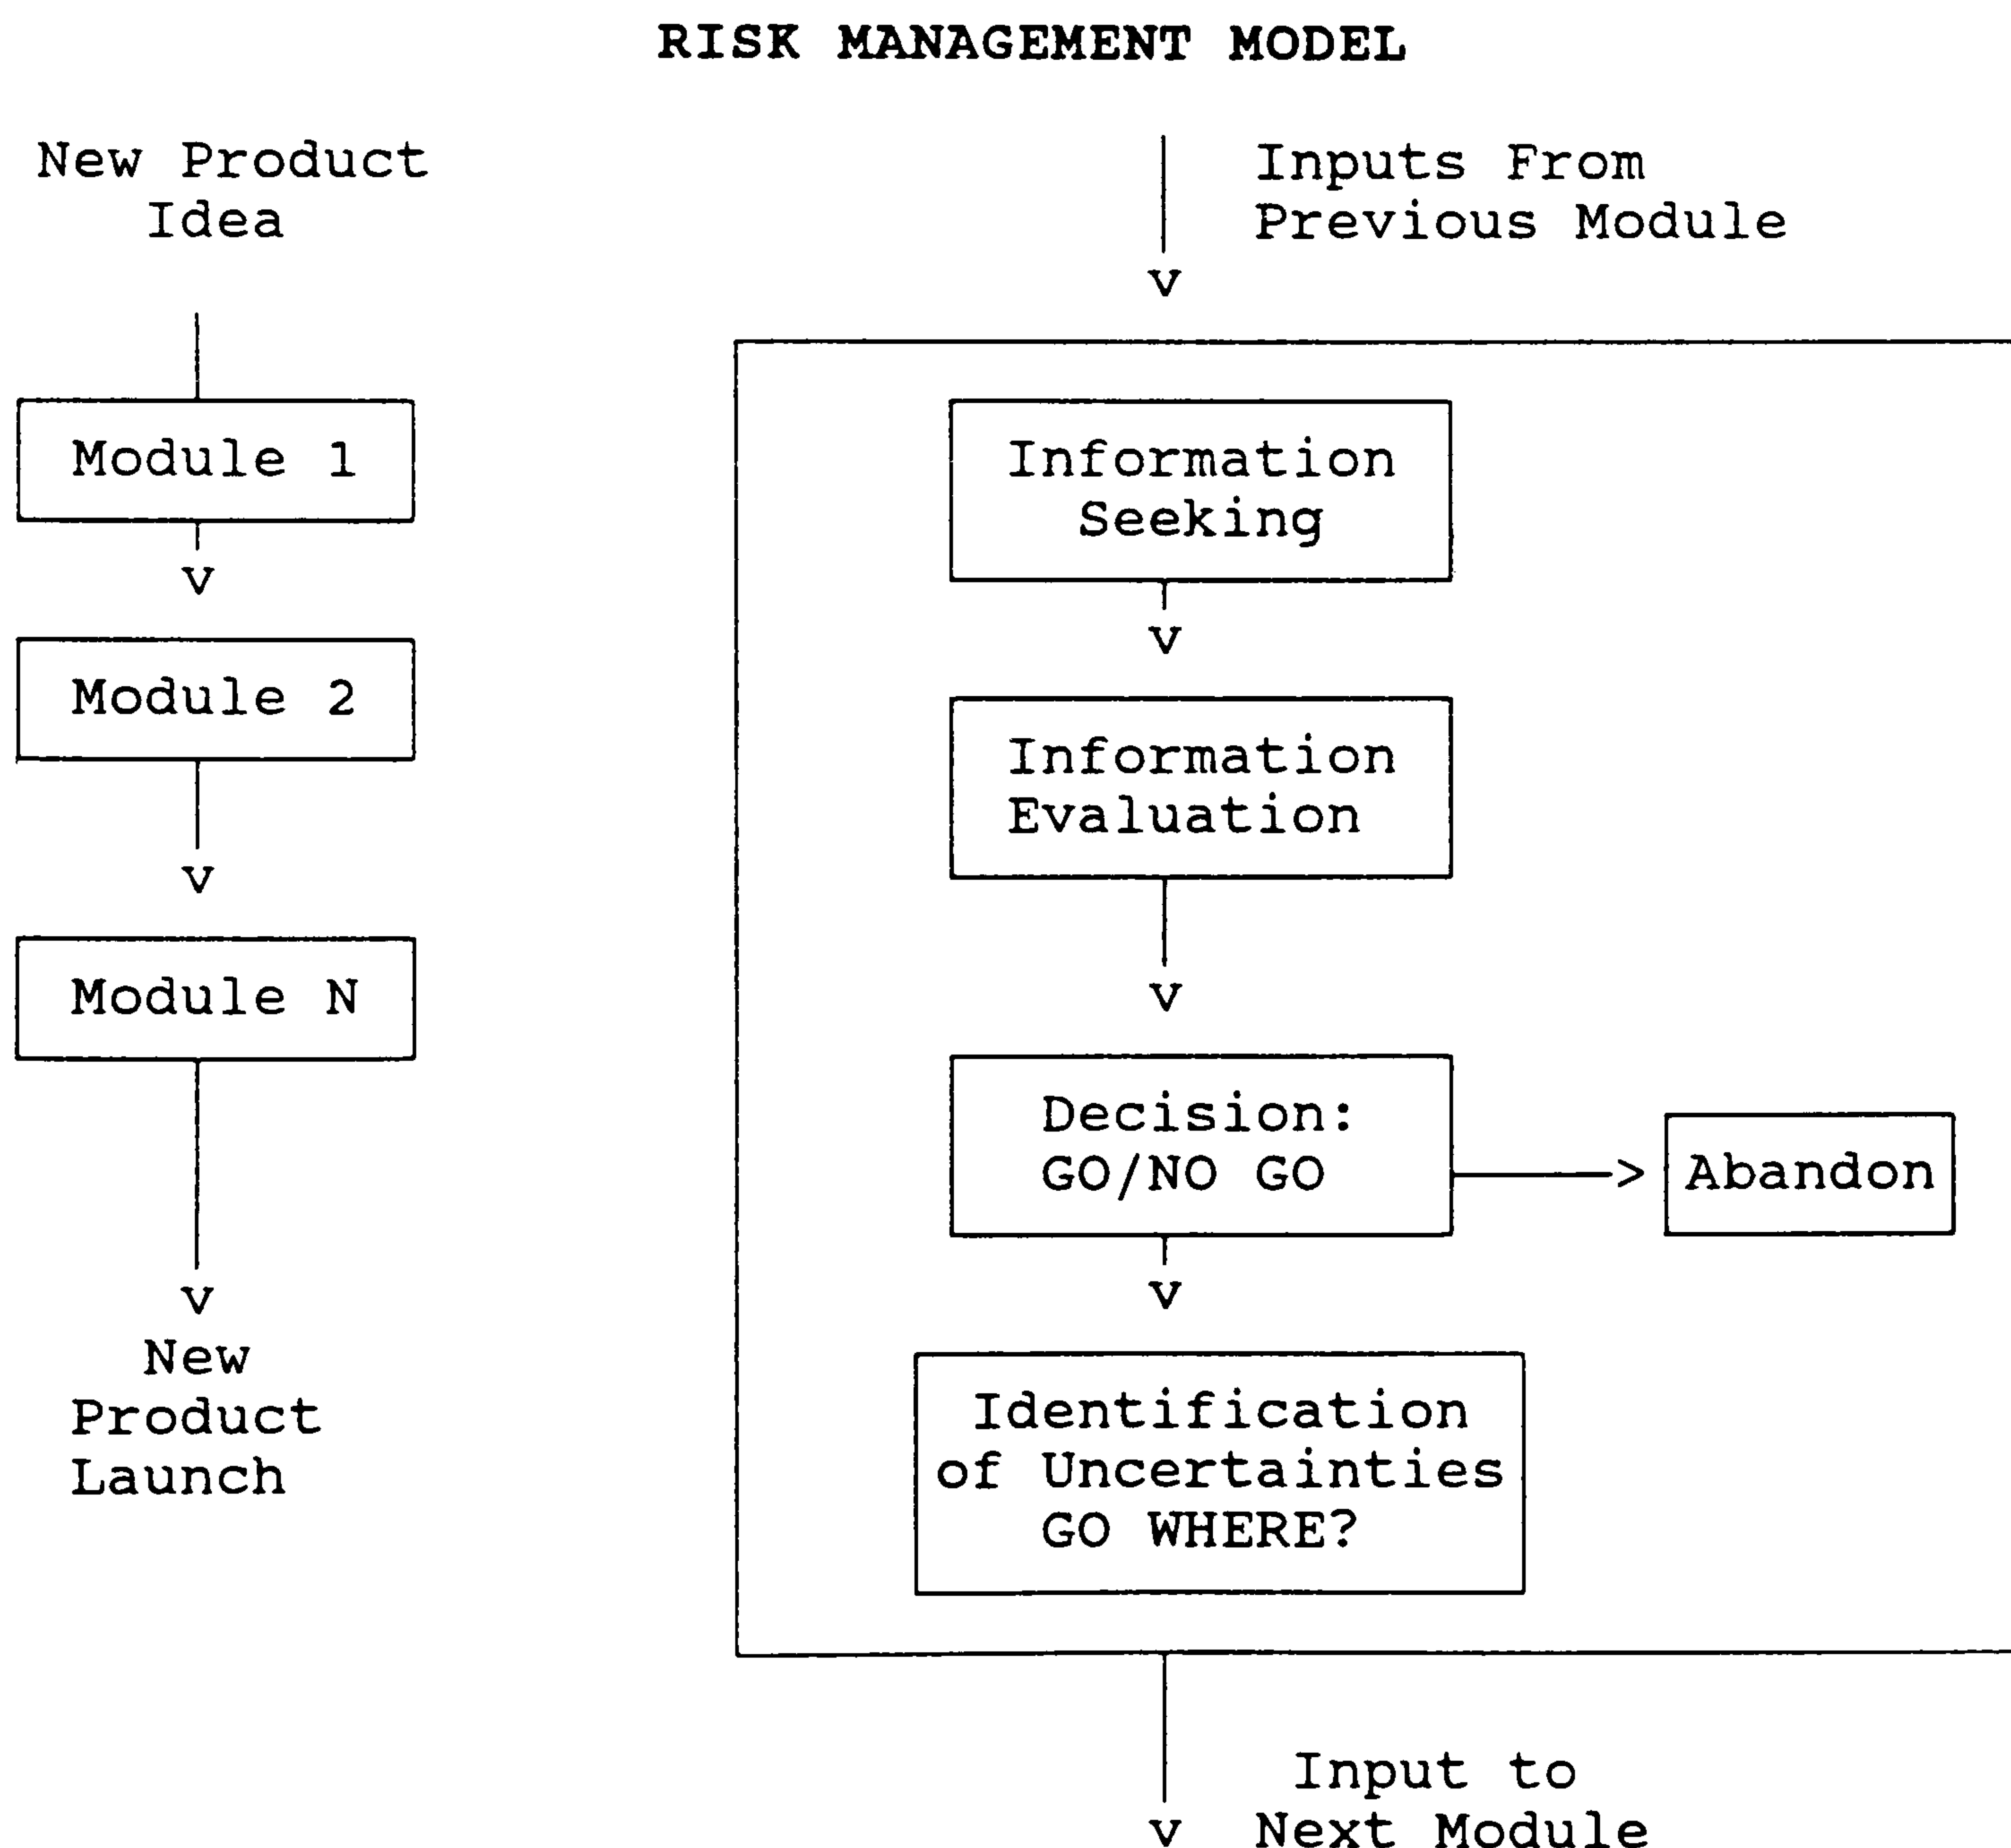 RISK MANAGEMENT MODEL
New Product
Idea
Module 1
v
Module 2
v
Module N
v
New
Product
Launch
Inputs From
Previous Module
v
Information
Seeking
v
Information
Evaluation
v
Decision:
GO/NO GO
> Abandon
v
Identification
of Uncertainties
GO WHERE?
Input to
v Next Module